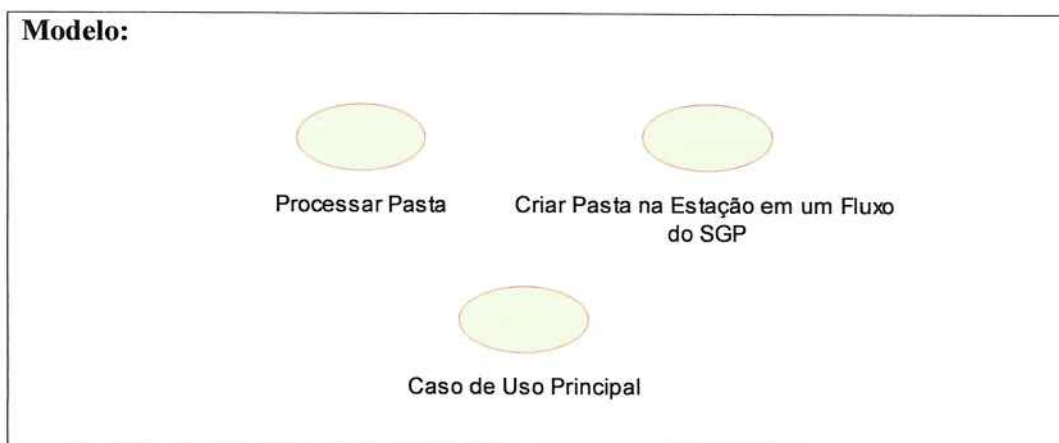 Modelo:
Processar Pasta
Criar Pasta na Estação em um Fluxo
do SGP
Caso de Uso Principal